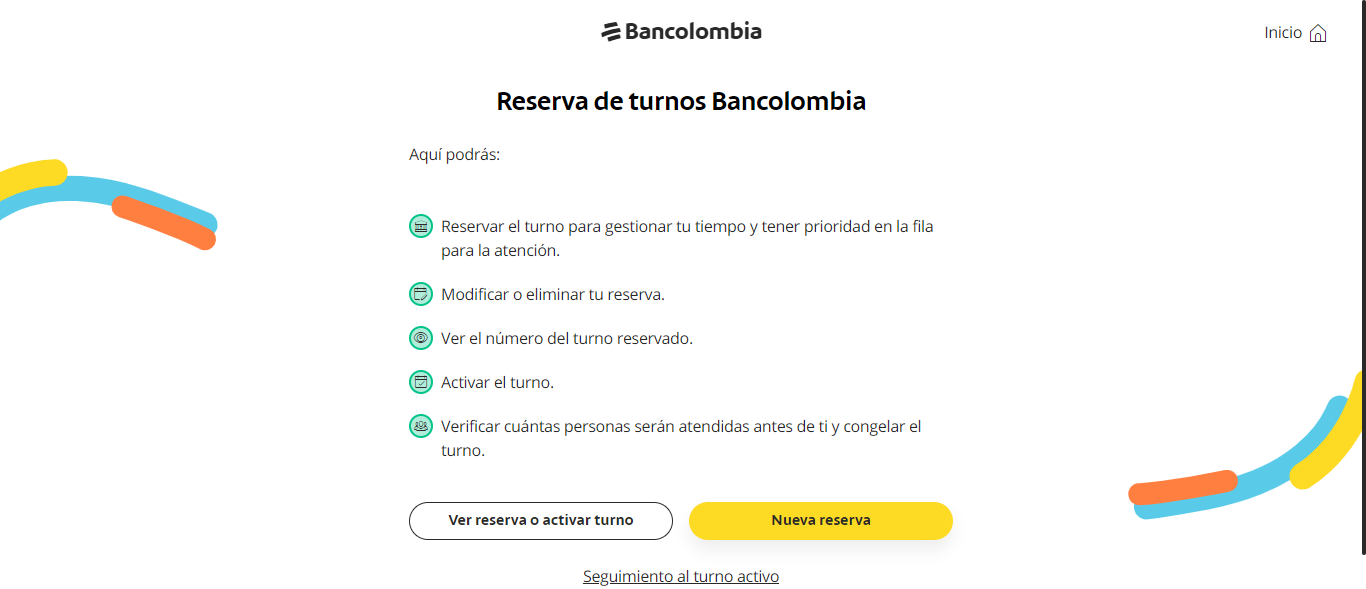 Bancolombia
Inicio
Reserva de turnos Bancolombia
Aquí podrás:
Reservar el turno para gestionar tu tiempo y tener prioridad en la fila
para la atención.
Modificar o eliminar tu reserva.
Ver el número del turno reservado.
Activar el turno.
Verificar cuántas personas serán atendidas antes de ti y congelar el
turno.
Ver reserva o activar turno
Nueva reserva
Seguimiento al turno activo